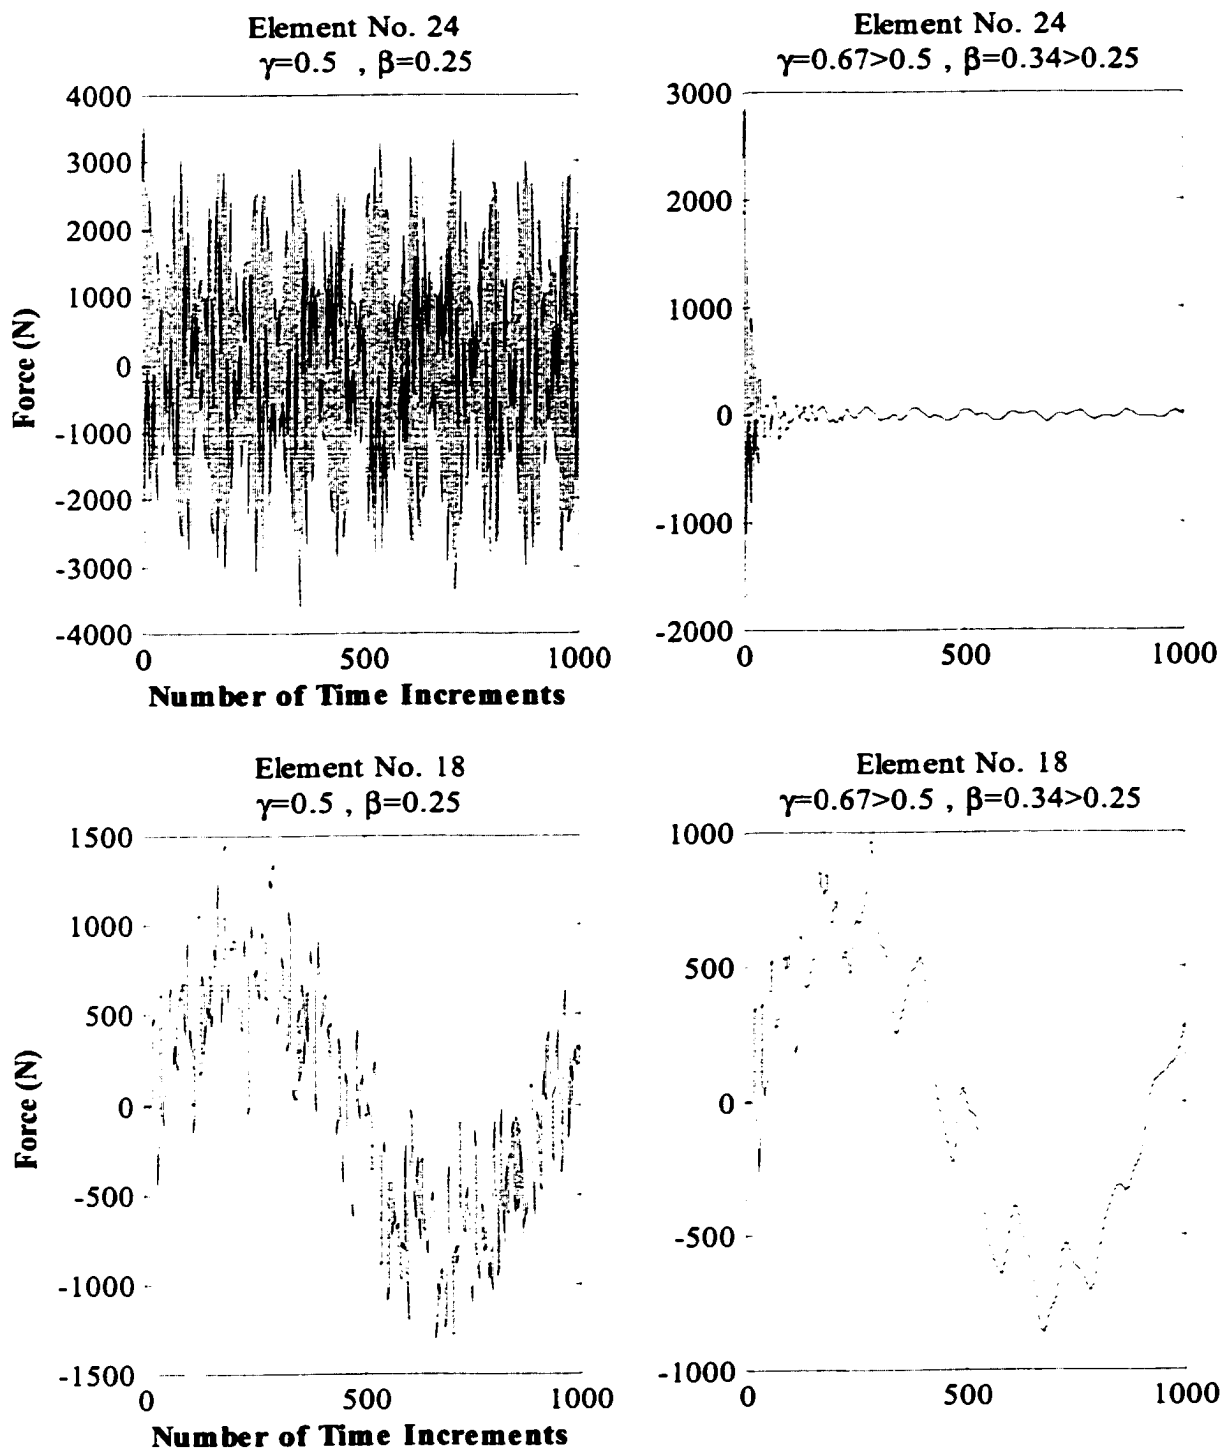 Element No. 24
γ=0.5 , β=0.25
4000
3000
2000
1000
0
-1000
-2000
-3000
-4000
Force (N)
0 500 1000
Number of Time Increments
Element No. 24
γ=0.67>0.5 , β=0.34>0.25
3000
2000
1000
0
-1000
-2000
0 500 1000
Element No. 18
γ=0.5 , β=0.25
1500
1000
500
0
-500
-1000
-1500
Force (N)
0 500 1000
Number of Time Increments
Element No. 18
γ=0.67>0.5 , β=0.34>0.25
1000
500
0
-500
-1000
0 500 1000